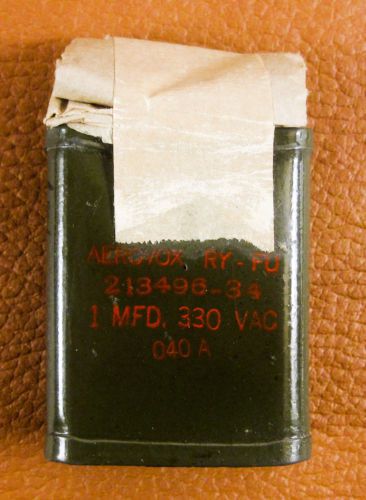 AEROVOX RY-FU
213496-34
1 MFD. 330 VAC
040 A